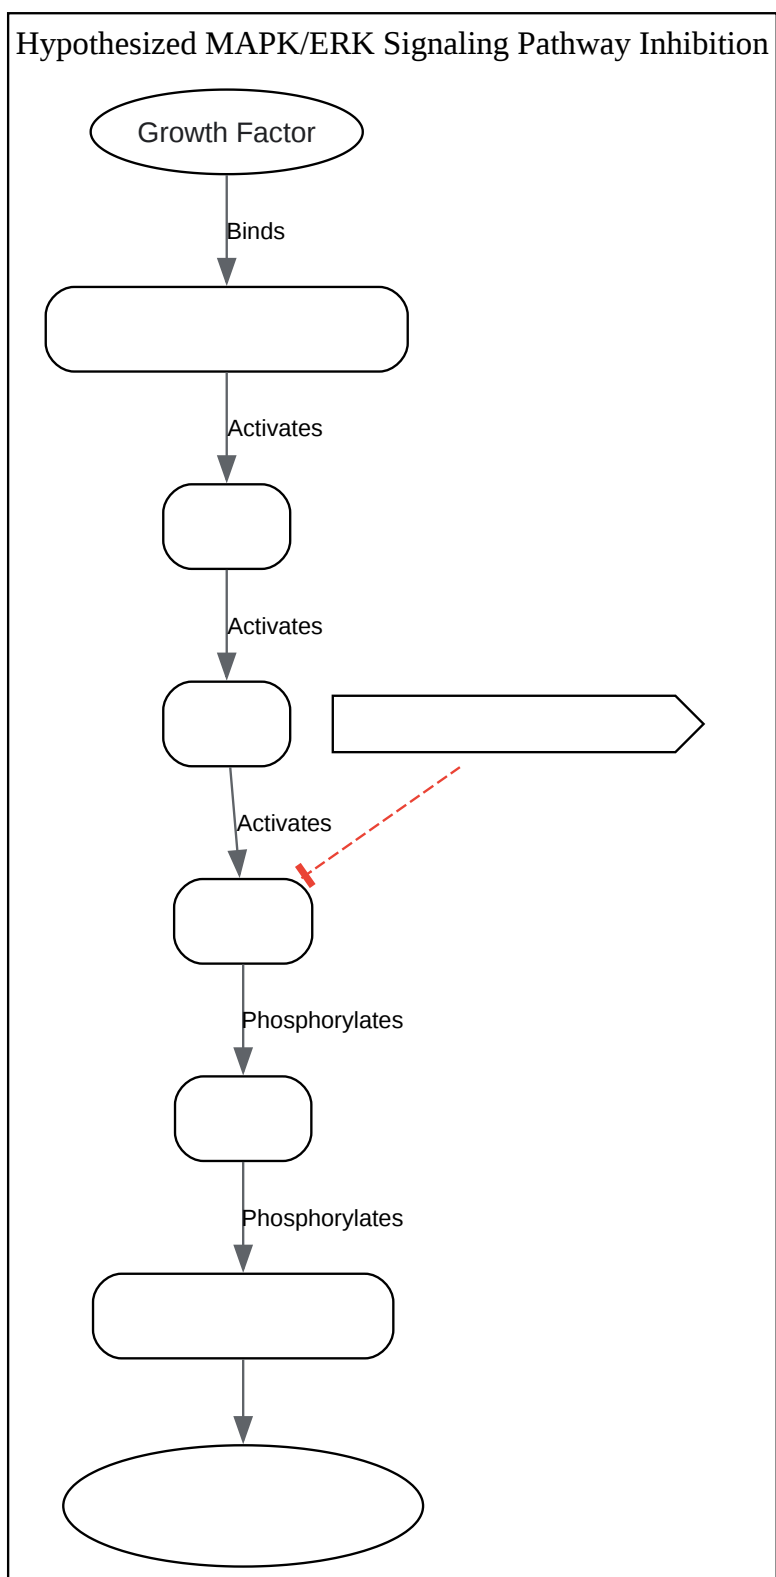 Hypothesized MAPK/ERK Signaling Pathway Inhibition
Growth Factor
Binds
Activates
Activates
Activates
Phosphorylates
Phosphorylates